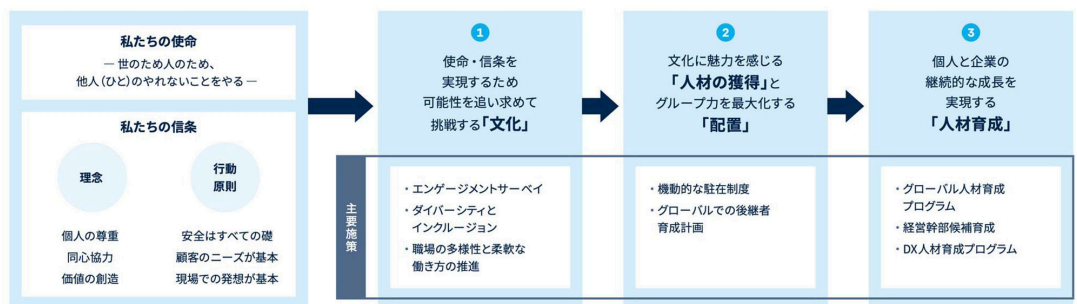 私たちの使命
― 世のため人のため、
他人（ひと）のやれないことをやる ―
私たちの信条
理念
行動
原則
個人の尊重
同心協力
価値の創造
安全はすべての礎
顧客のニーズが基本
現場での発想が基本
1
使命・信条を
実現するため
可能性を追い求めて
挑戦する「文化」
2
文化に魅力を感じる
「人材の獲得」と
グループ力を最大化する
「配置」
3
個人と企業の
継続的な成長を
実現する
「人材育成」
主要施策
・エンゲージメントサーベイ
・ダイバーシティと
インクルージョン
・職場の多様性と柔軟な
働き方の推進
・機動的な駐在制度
・グローバルでの後継者
育成計画
・グローバル人材育成
プログラム
・経営幹部候補育成
・DX人材育成プログラム